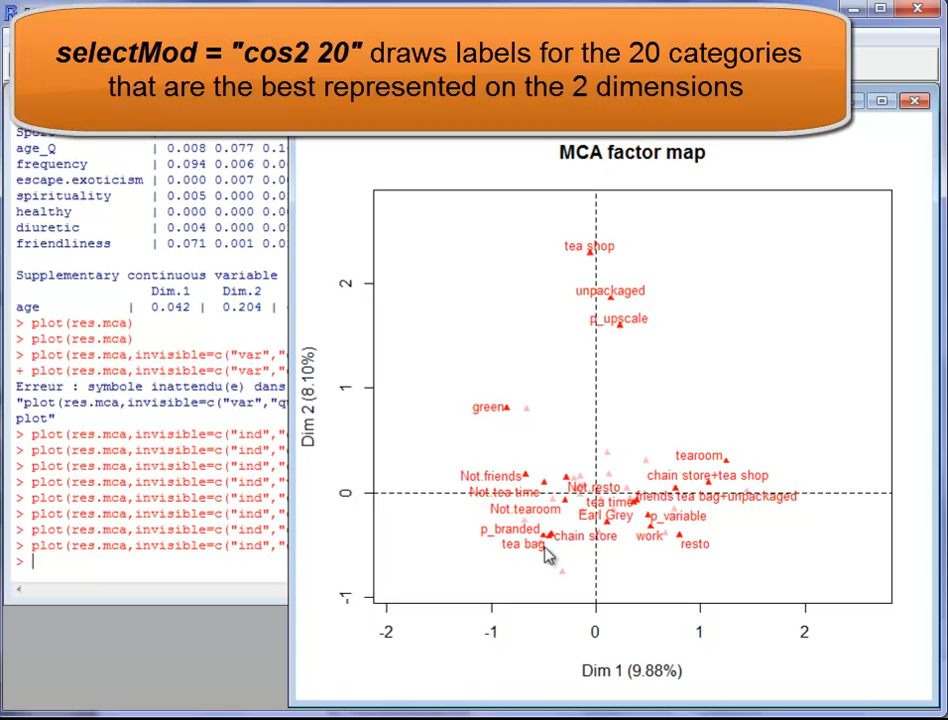 selectMod = "cos2 20" draws labels for the 20 categories
that are the best represented on the 2 dimensions
age_Q | 0.008 0.077 0.1
frequency | 0.094 0.006 0.
escape.exoticism | 0.000 0.007 0.
spirituality | 0.005 0.000 0.
healthy | 0.000 0.000 0.
diuretic | 0.004 0.000 0.
friendliness | 0.071 0.001 0.
Supplementary continuous variable
Dim.1 Dim.2
age | 0.042 | 0.204 |
> plot(res.mca)
> plot(res.mca)
> plot(res.mca,invisible=c("var","
+ plot(res.mca,invisible=c("var","
Erreur : symbole inattendu(e) dans
"plot(res.mca,invisible=c("var","q
plot"
> plot(res.mca,invisible=c("ind","
> plot(res.mca,invisible=c("ind","
> plot(res.mca,invisible=c("ind","
> plot(res.mca,invisible=c("ind","
> plot(res.mca,invisible=c("ind","
> plot(res.mca,invisible=c("ind","
> plot(res.mca,invisible=c("ind","
> plot(res.mca,invisible=c("ind","
>
MCA factor map
tea shop
unpackaged
p_upscale
green
tearoom
Not.friends
chain store+tea shop
Not.resto
Not.tea time
friends
tea bag+unpackaged
tea time
Not.tearoom
Earl Grey
p_variable
p_branded
chain store
work
tea bag
resto
2
1
0
-1
-2
-1
0
1
2
Dim 2 (8.10%)
Dim 1 (9.88%)